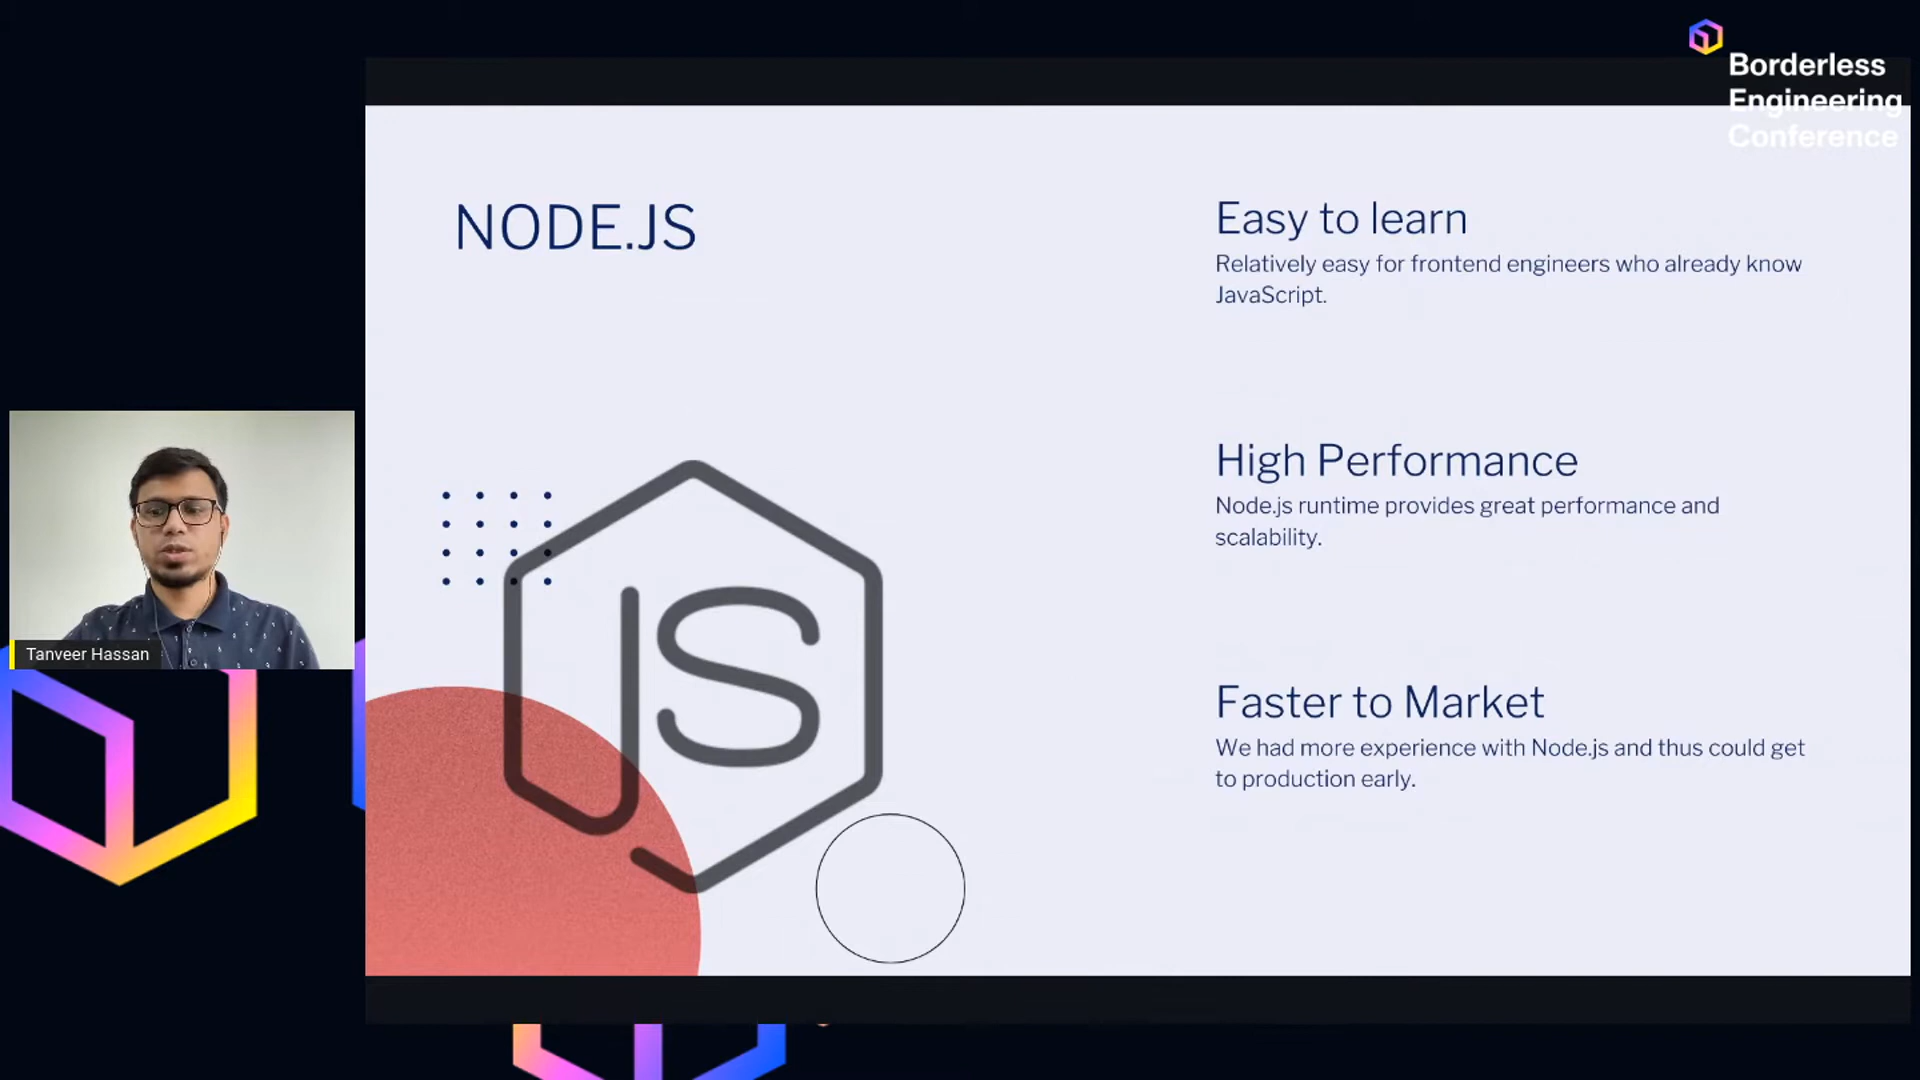 Borderless
Engineering
Conference
NODE.JS
Easy to learn
Relatively easy for frontend engineers who already know
JavaScript.
High Performance
Node.js runtime provides great performance and
scalability.
Faster to Market
We had more experience with Node.js and thus could get
to production early.
JS
Tanveer Hassan